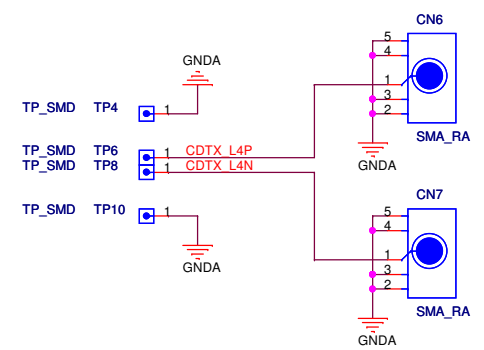 CN6
5
4
1
3
2
SMA_RA
GNDA
GNDA
TP_SMD TP4 1
TP_SMD TP6 1 CDTX_L4P
TP_SMD TP8 1 CDTX_L4N
TP_SMD TP10 1
GNDA
CN7
5
4
1
3
2
SMA_RA
GNDA